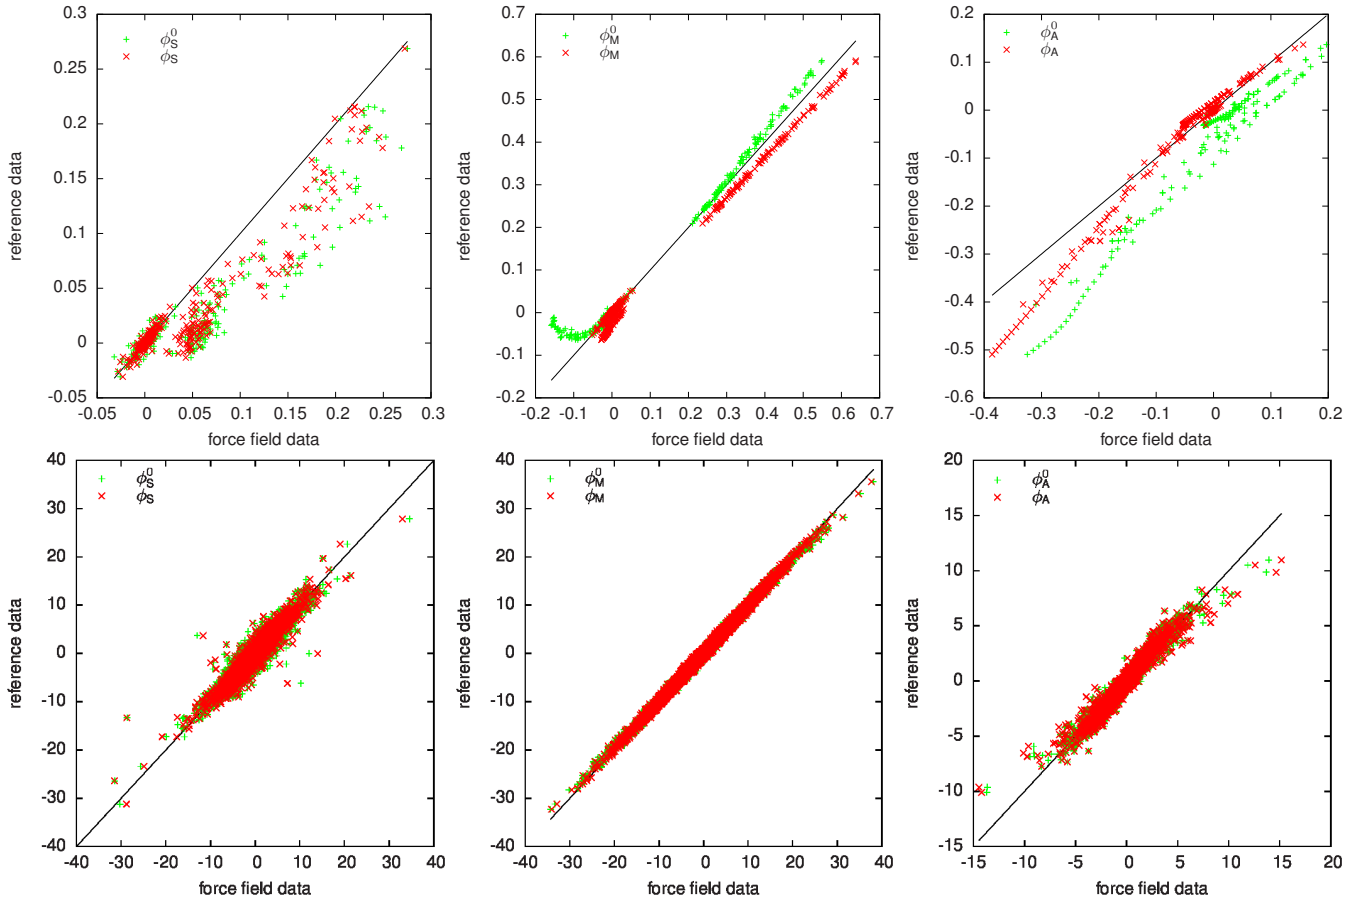 0.3
0.25
0.2
0.15
0.1
0.05
0
-0.05
-0.05 0 0.05 0.1 0.15 0.2 0.25 0.3
reference data
force field data
ϕ⁰S
ϕS
0.7
0.6
0.5
0.4
0.3
0.2
0.1
0
-0.1
-0.2
-0.2 -0.1 0 0.1 0.2 0.3 0.4 0.5 0.6 0.7
reference data
force field data
ϕ⁰M
ϕM
0.2
0.1
0
-0.1
-0.2
-0.3
-0.4
-0.5
-0.6
-0.4 -0.3 -0.2 -0.1 0 0.1 0.2
reference data
force field data
ϕ⁰A
ϕA
40
30
20
10
0
-10
-20
-30
-40
-40 -30 -20 -10 0 10 20 30 40
reference data
force field data
ϕ⁰S
ϕS
40
30
20
10
0
-10
-20
-30
-40
-40 -30 -20 -10 0 10 20 30 40
reference data
force field data
ϕ⁰M
ϕM
20
15
10
5
0
-5
-10
-15
-15 -10 -5 0 5 10 15 20
reference data
force field data
ϕ⁰A
ϕA